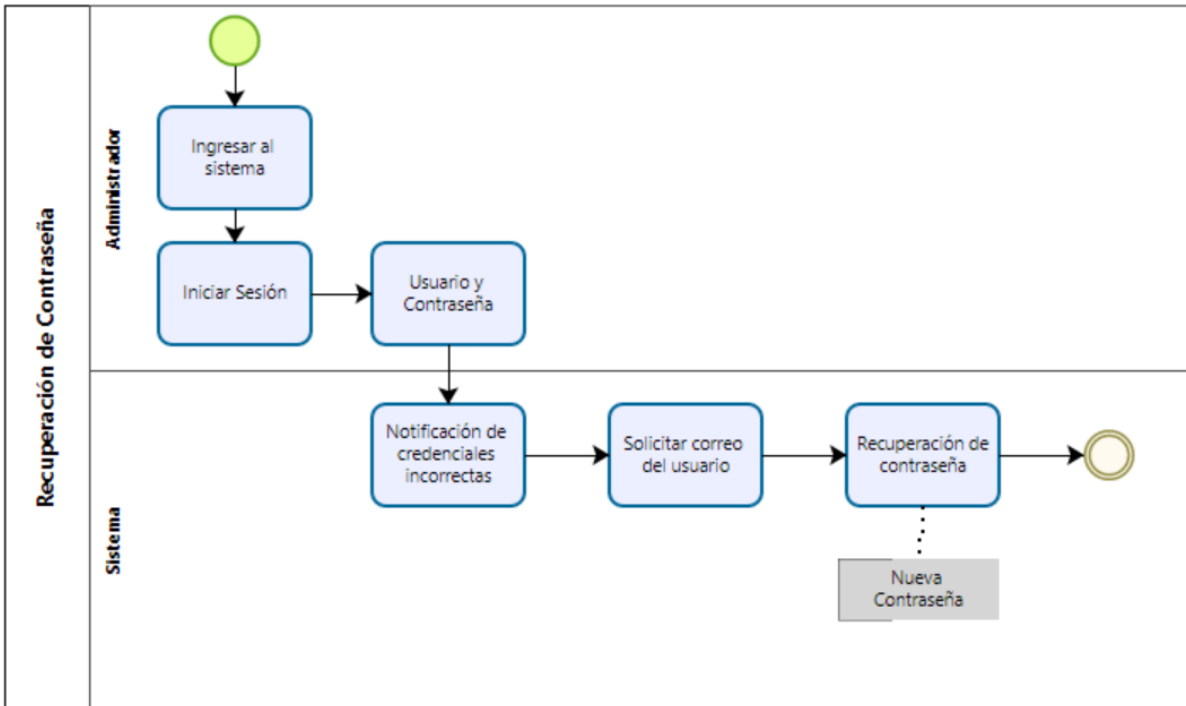 Recuperación de Contraseña
Administrador
Ingresar al
sistema
Iniciar Sesión
Usuario y
Contraseña
Sistema
Notificación de
credenciales
incorrectas
Solicitar correo
del usuario
Recuperación de
contraseña
Nueva
Contraseña